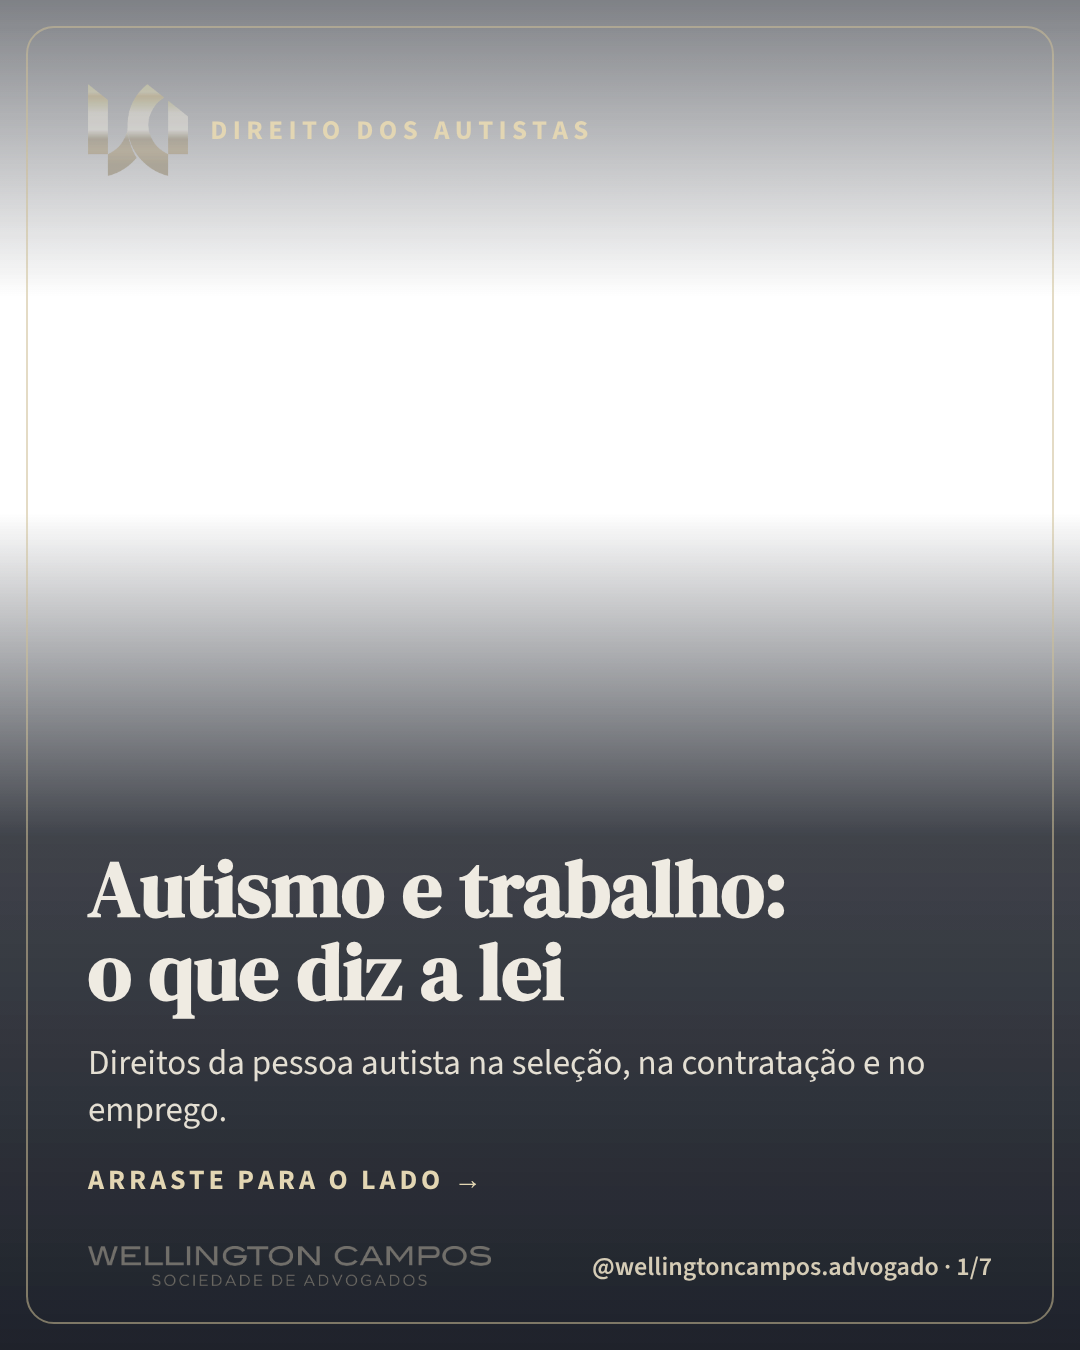 DIREITO DOS AUTISTAS
Autismo e trabalho:
o que diz a lei
Direitos da pessoa autista na seleção, na contratação e no
emprego.
ARRASTE PARA O LADO →
WELLINGTON CAMPOS
SOCIEDADE DE ADVOGADOS
@wellingtoncampos.advogado · 1/7